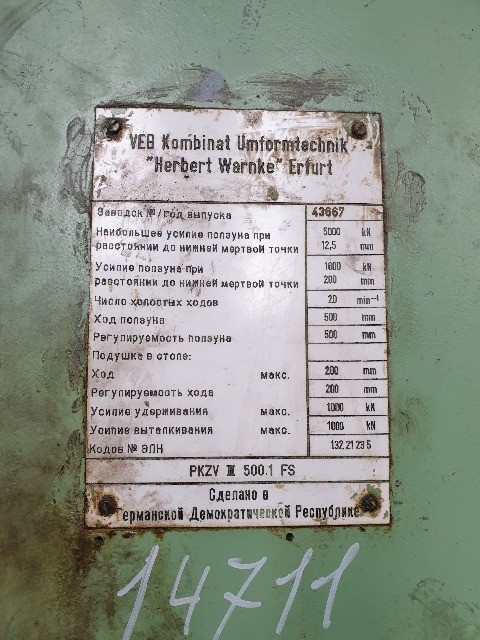 VEB Kombinat Umformtechnik
"Herbert Warnke" Erfurt
Заводск №/год выпуска 43667
Наибольшее усилие ползуна при 5000 kN
расстоянии до нижней мертвой точки 12,5 mm
Усилие ползуна при 1600 kN
расстоянии до нижней мертвой точки 200 mm
Число холостых ходов 20 min⁻¹
Ход ползуна 500 mm
Регулируемость ползуна 500 mm
Подушка в столе:
Ход макс. 200 mm
Регулируемость хода 200 mm
Усилие удерживания макс. 1000 kN
Усилие выталкивания макс. 1000 kN
Кодов № ЭЛН 132.21.23 5
PKZV III 500.1 FS
Сделано в
Германской Демократической Республике
14711